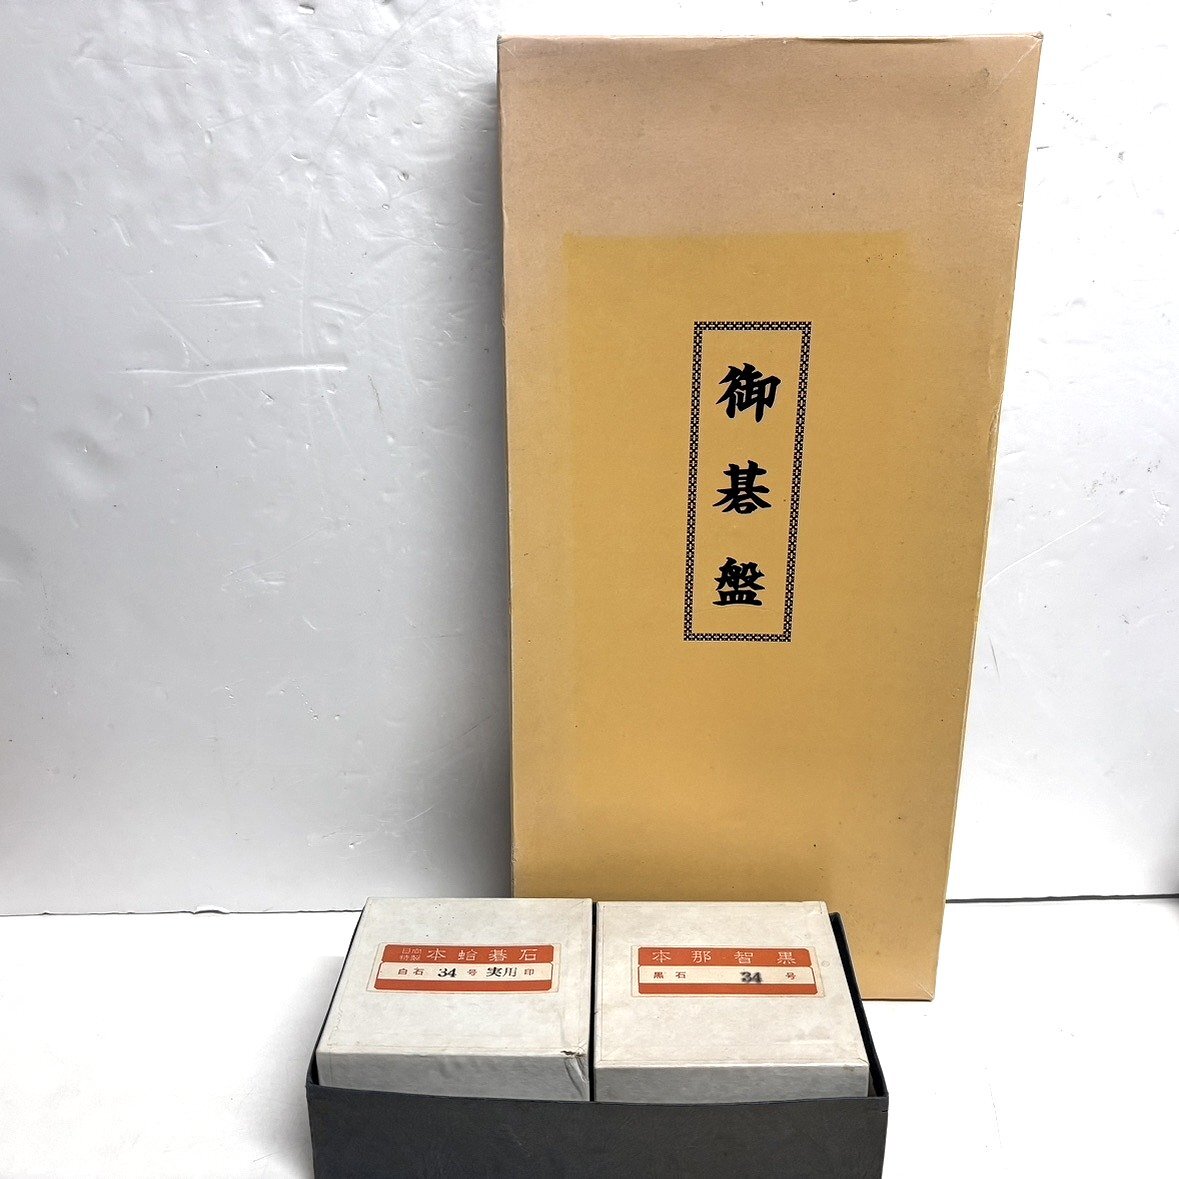 御碁盤
日向
特製 本蛤碁石
白石 34 号 実用 印
本那智黒
黒石 34 号